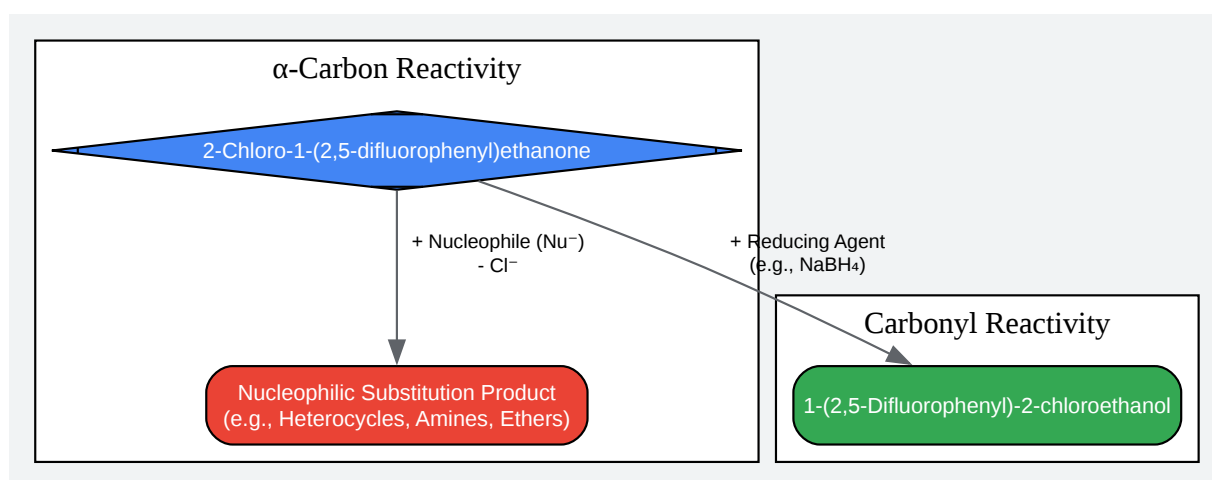 α-Carbon Reactivity
2-Chloro-1-(2,5-difluorophenyl)ethanone
+ Nucleophile (Nu⁻)
- Cl⁻
+ Reducing Agent
(e.g., NaBH₄)
Carbonyl Reactivity
Nucleophilic Substitution Product
(e.g., Heterocycles, Amines, Ethers)
1-(2,5-Difluorophenyl)-2-chloroethanol